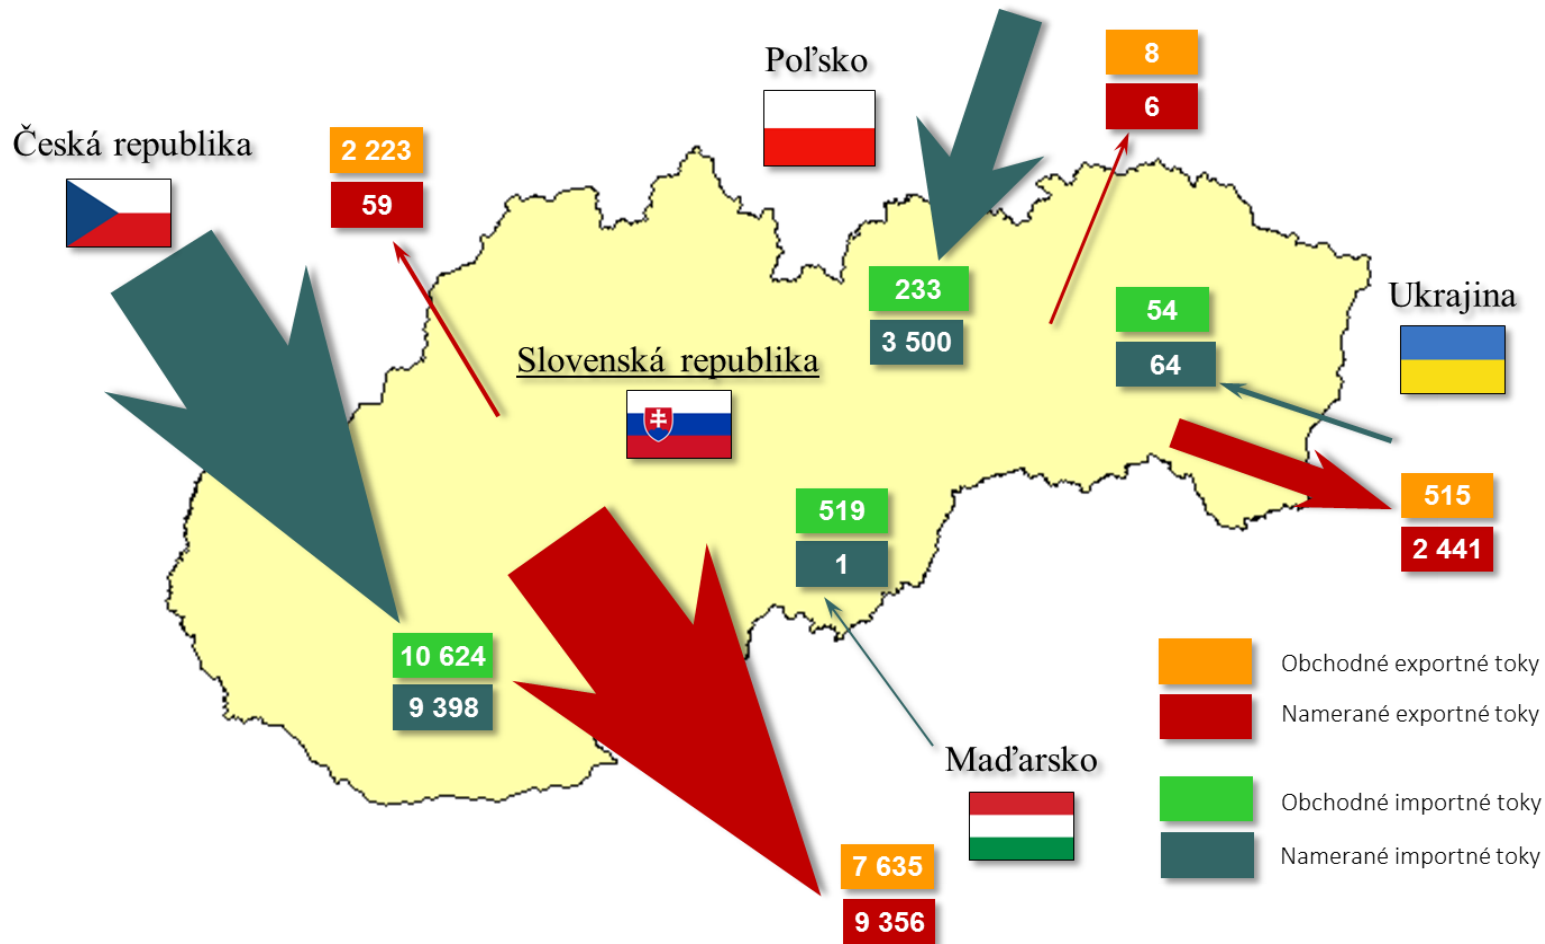 Poľsko
8
6
Česká republika
2 223
59
233
3 500
54
64
Ukrajina
Slovenská republika
519
1
515
2 441
10 624
9 398
Maďarsko
7 635
9 356
Obchodné exportné toky
Namerané exportné toky
Obchodné importné toky
Namerané importné toky